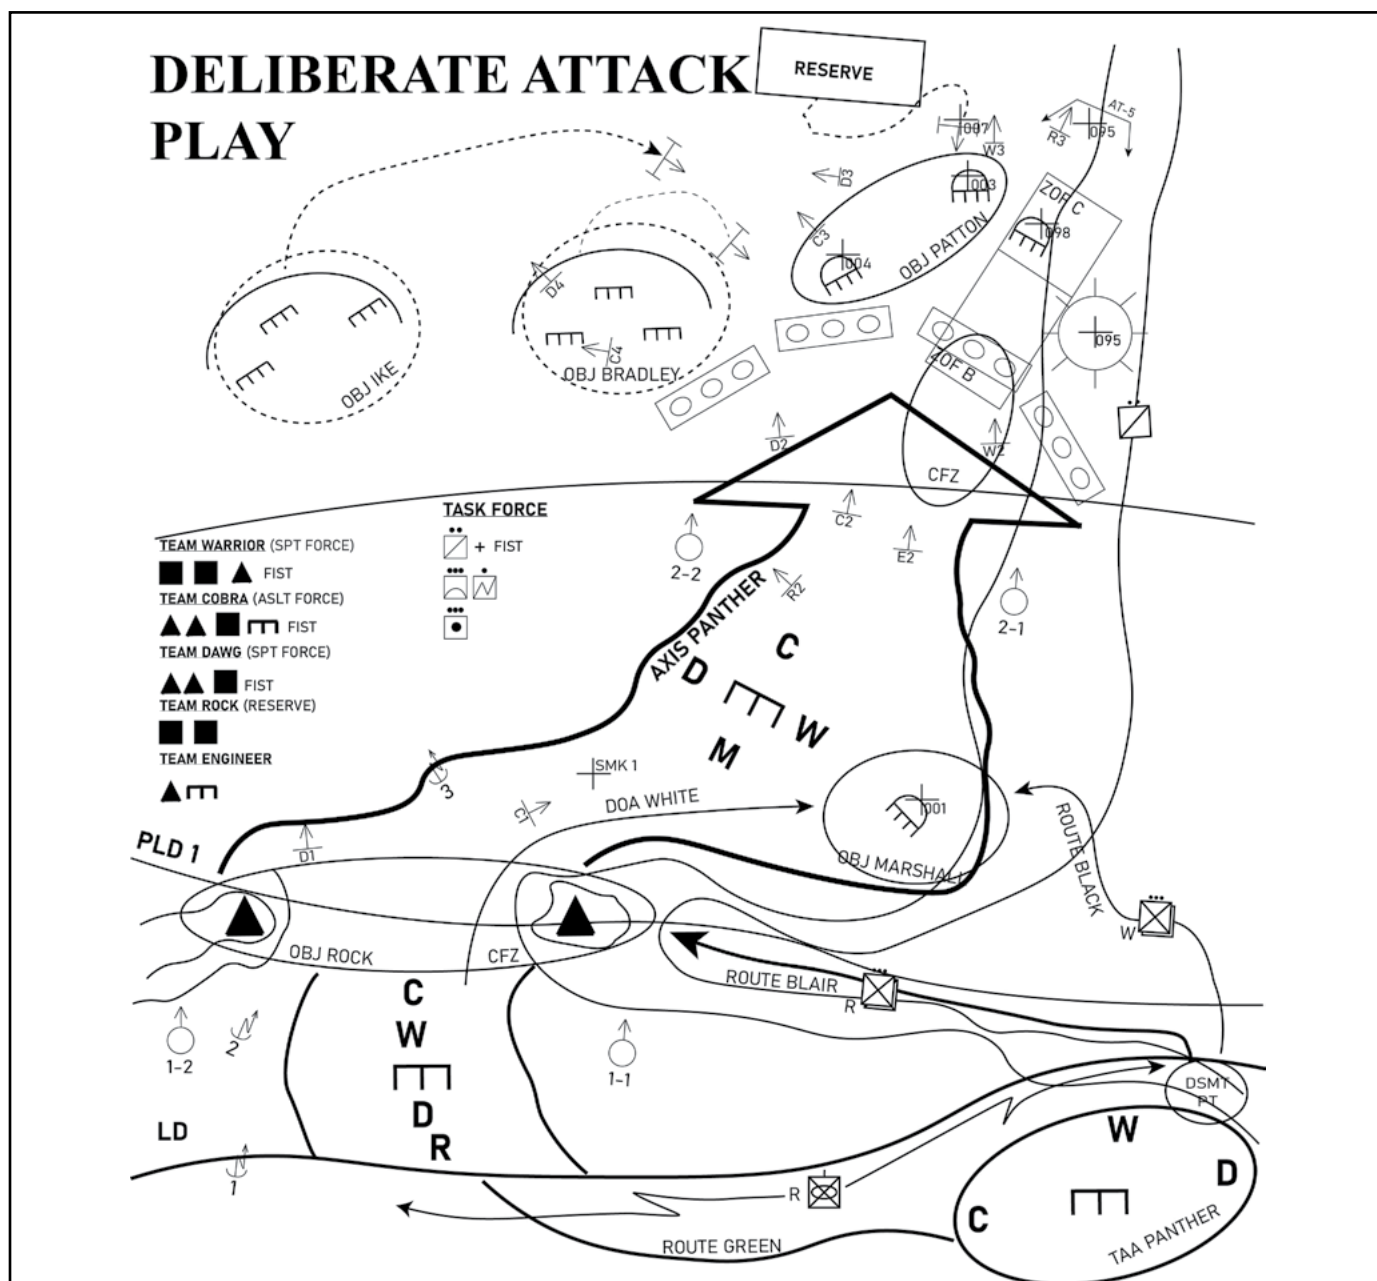 DELIBERATE ATTACK
PLAY
RESERVE
AT-5
007
W3
R3
095
D3
003
ZOF C
C3
098
OBJ PATTON
004
D4
C4
OBJ IKE
OBJ BRADLEY
095
ZOF B
D2
W2
CFZ
C2
E2
TASK FORCE
+ FIST
TEAM WARRIOR (SPT FORCE)
FIST
TEAM COBRA (ASLT FORCE)
FIST
TEAM DAWG (SPT FORCE)
FIST
TEAM ROCK (RESERVE)
TEAM ENGINEER
2-2
R2
2-1
AXIS PANTHER
C
D
W
M
3
SMK 1
C1
DOA WHITE
001
OBJ MARSHALL
ROUTE BLACK
PLD 1
D1
W
OBJ ROCK
CFZ
ROUTE BLAIR
R
C
W
D
R
2
1-2
1-1
DSMT
PT
LD
1
R
W
D
C
TAA PANTHER
ROUTE GREEN